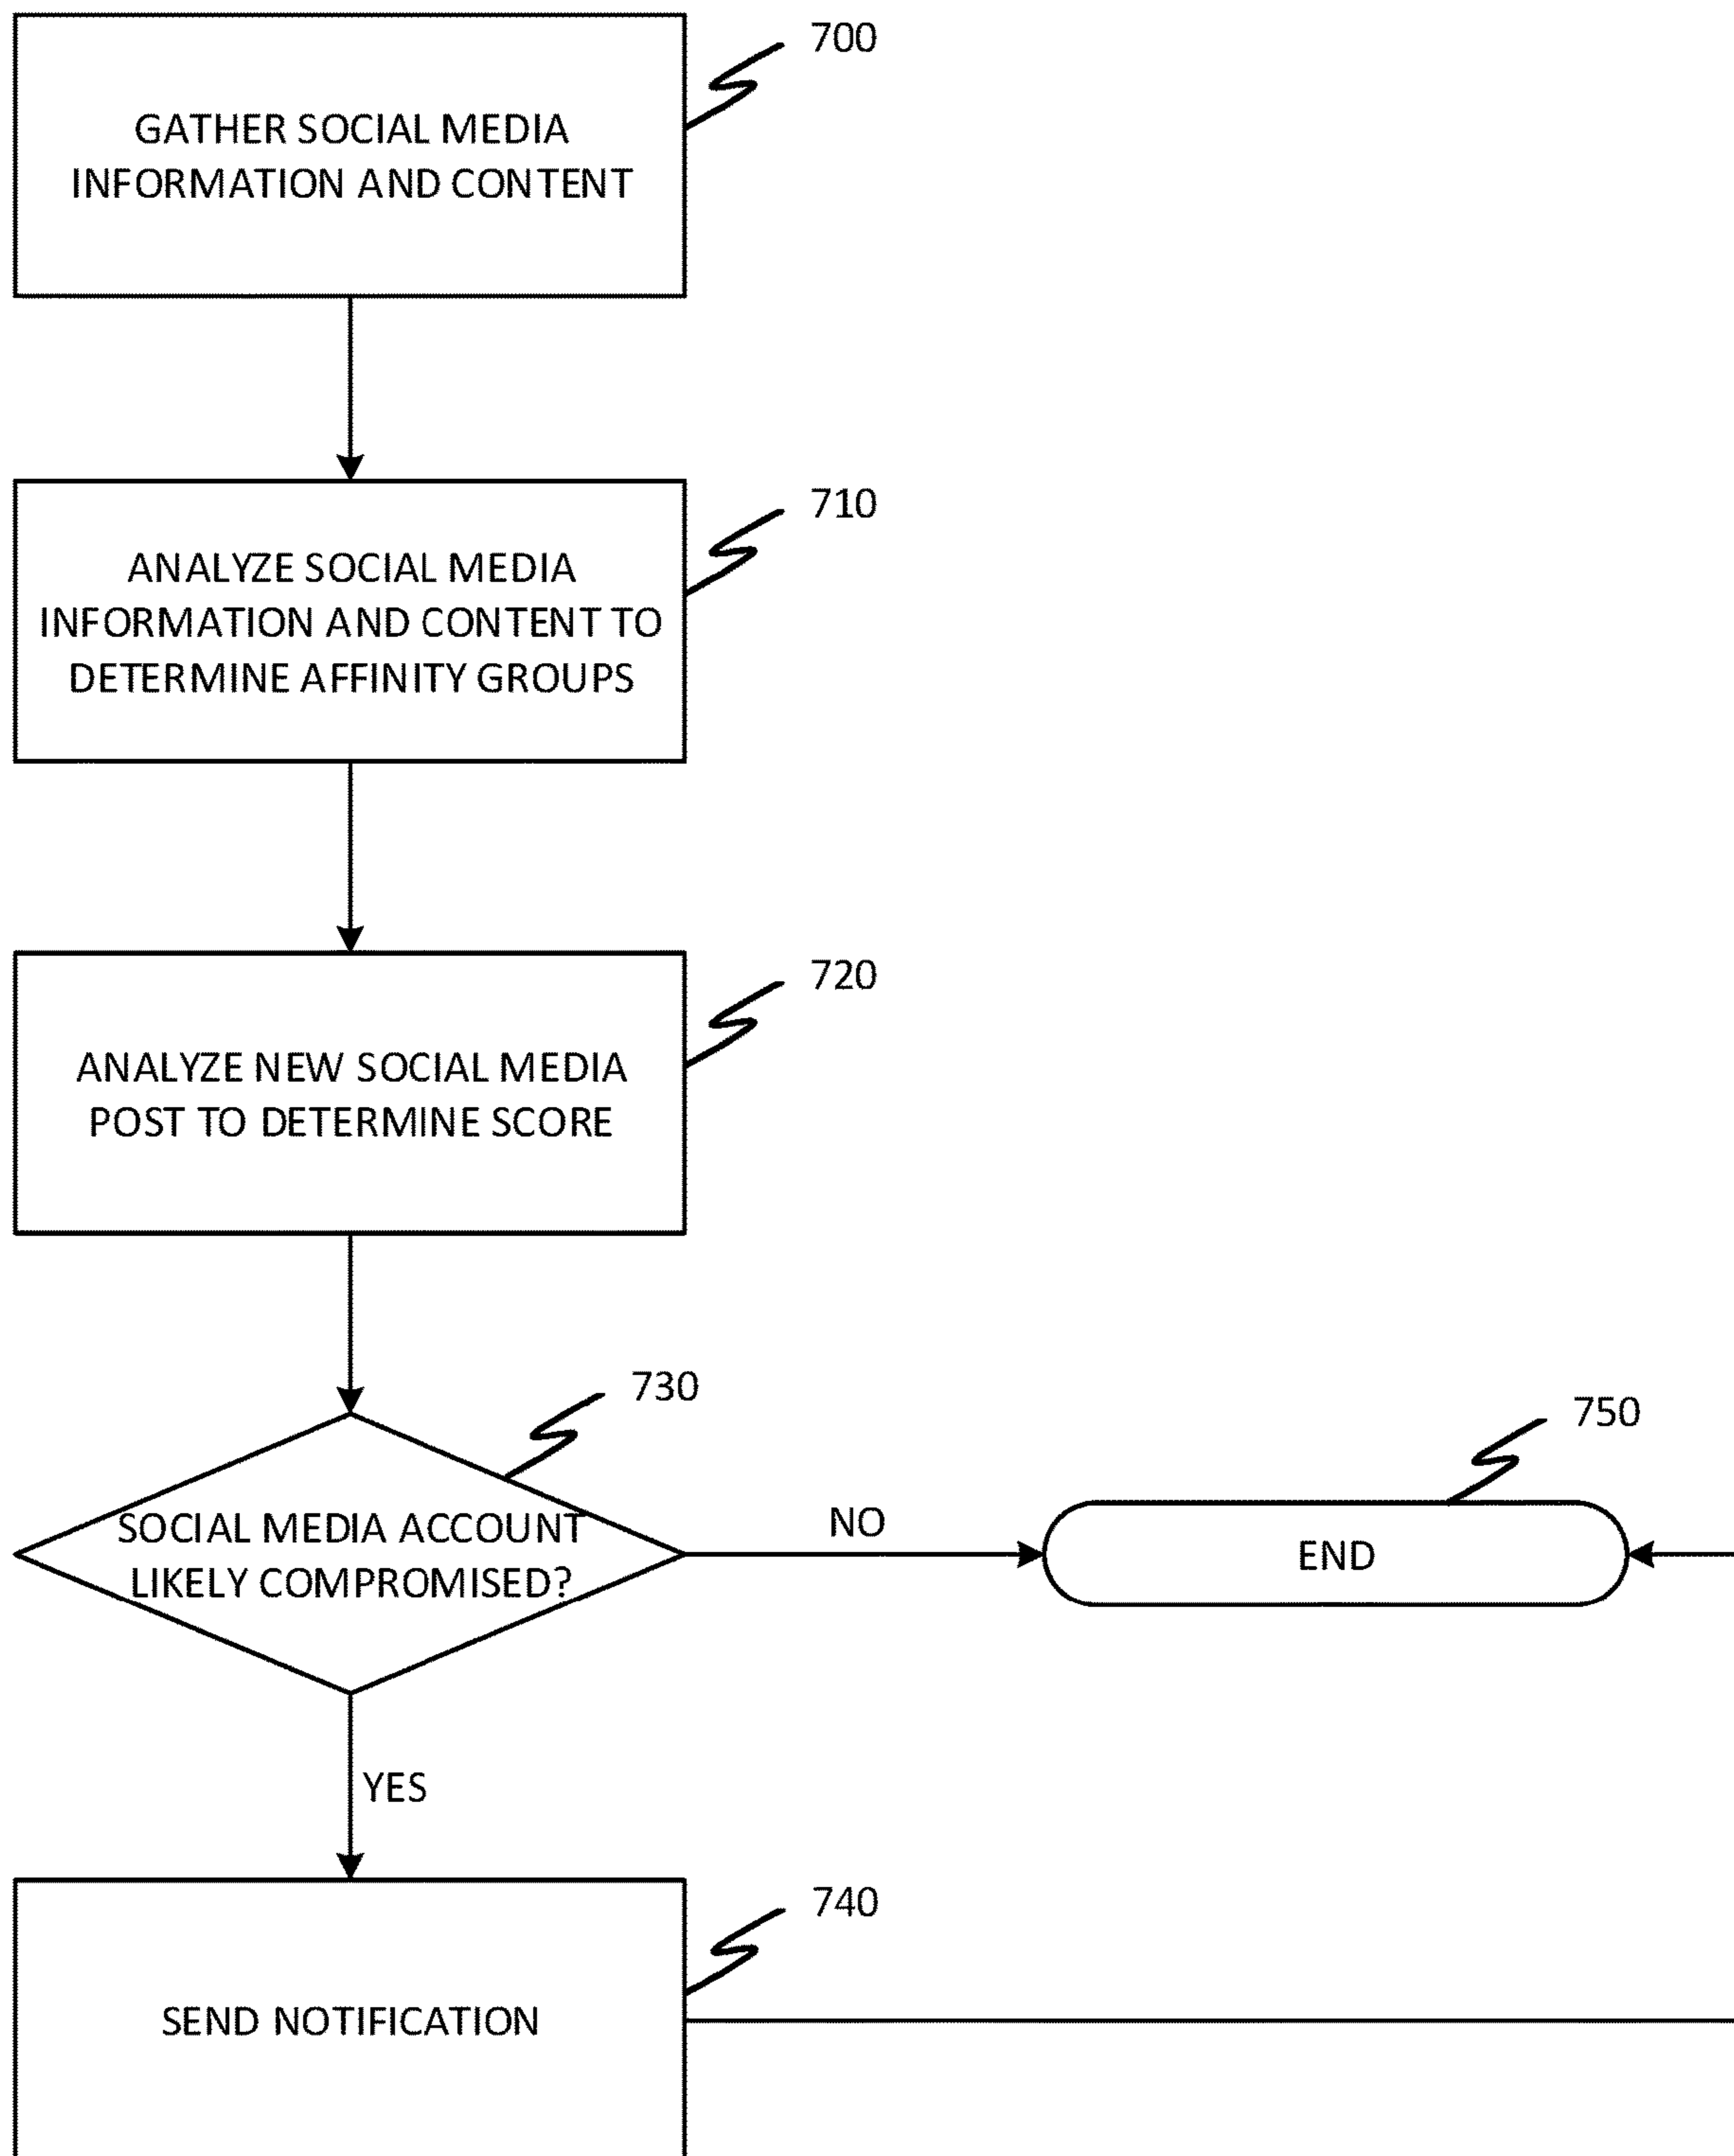 700
GATHER SOCIAL MEDIA
INFORMATION AND CONTENT
710
ANALYZE SOCIAL MEDIA
INFORMATION AND CONTENT TO
DETERMINE AFFINITY GROUPS
720
ANALYZE NEW SOCIAL MEDIA
POST TO DETERMINE SCORE
730
750
SOCIAL MEDIA ACCOUNT
LIKELY COMPROMISED?
NO
END
YES
740
SEND NOTIFICATION